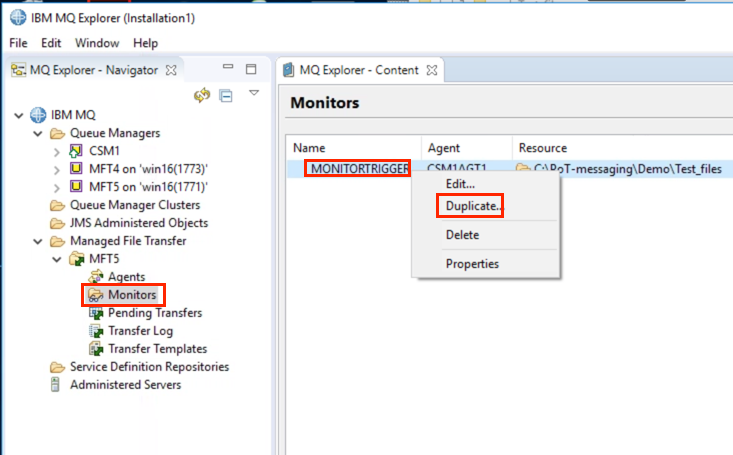 IBM MQ Explorer (Installation1)
File Edit Window Help
MQ Explorer - Navigator
IBM MQ
Queue Managers
CSM1
MFT4 on 'win16(1773)'
MFT5 on 'win16(1771)'
Queue Manager Clusters
JMS Administered Objects
Managed File Transfer
MFT5
Agents
Monitors
Pending Transfers
Transfer Log
Transfer Templates
Service Definition Repositories
Administered Servers
MQ Explorer - Content
Monitors
Name Agent Resource
MONITORTRIGGER CSM1AGT1 C:\PoT-messaging\Demo\Test_files
Edit...
Duplicate...
Delete
Properties